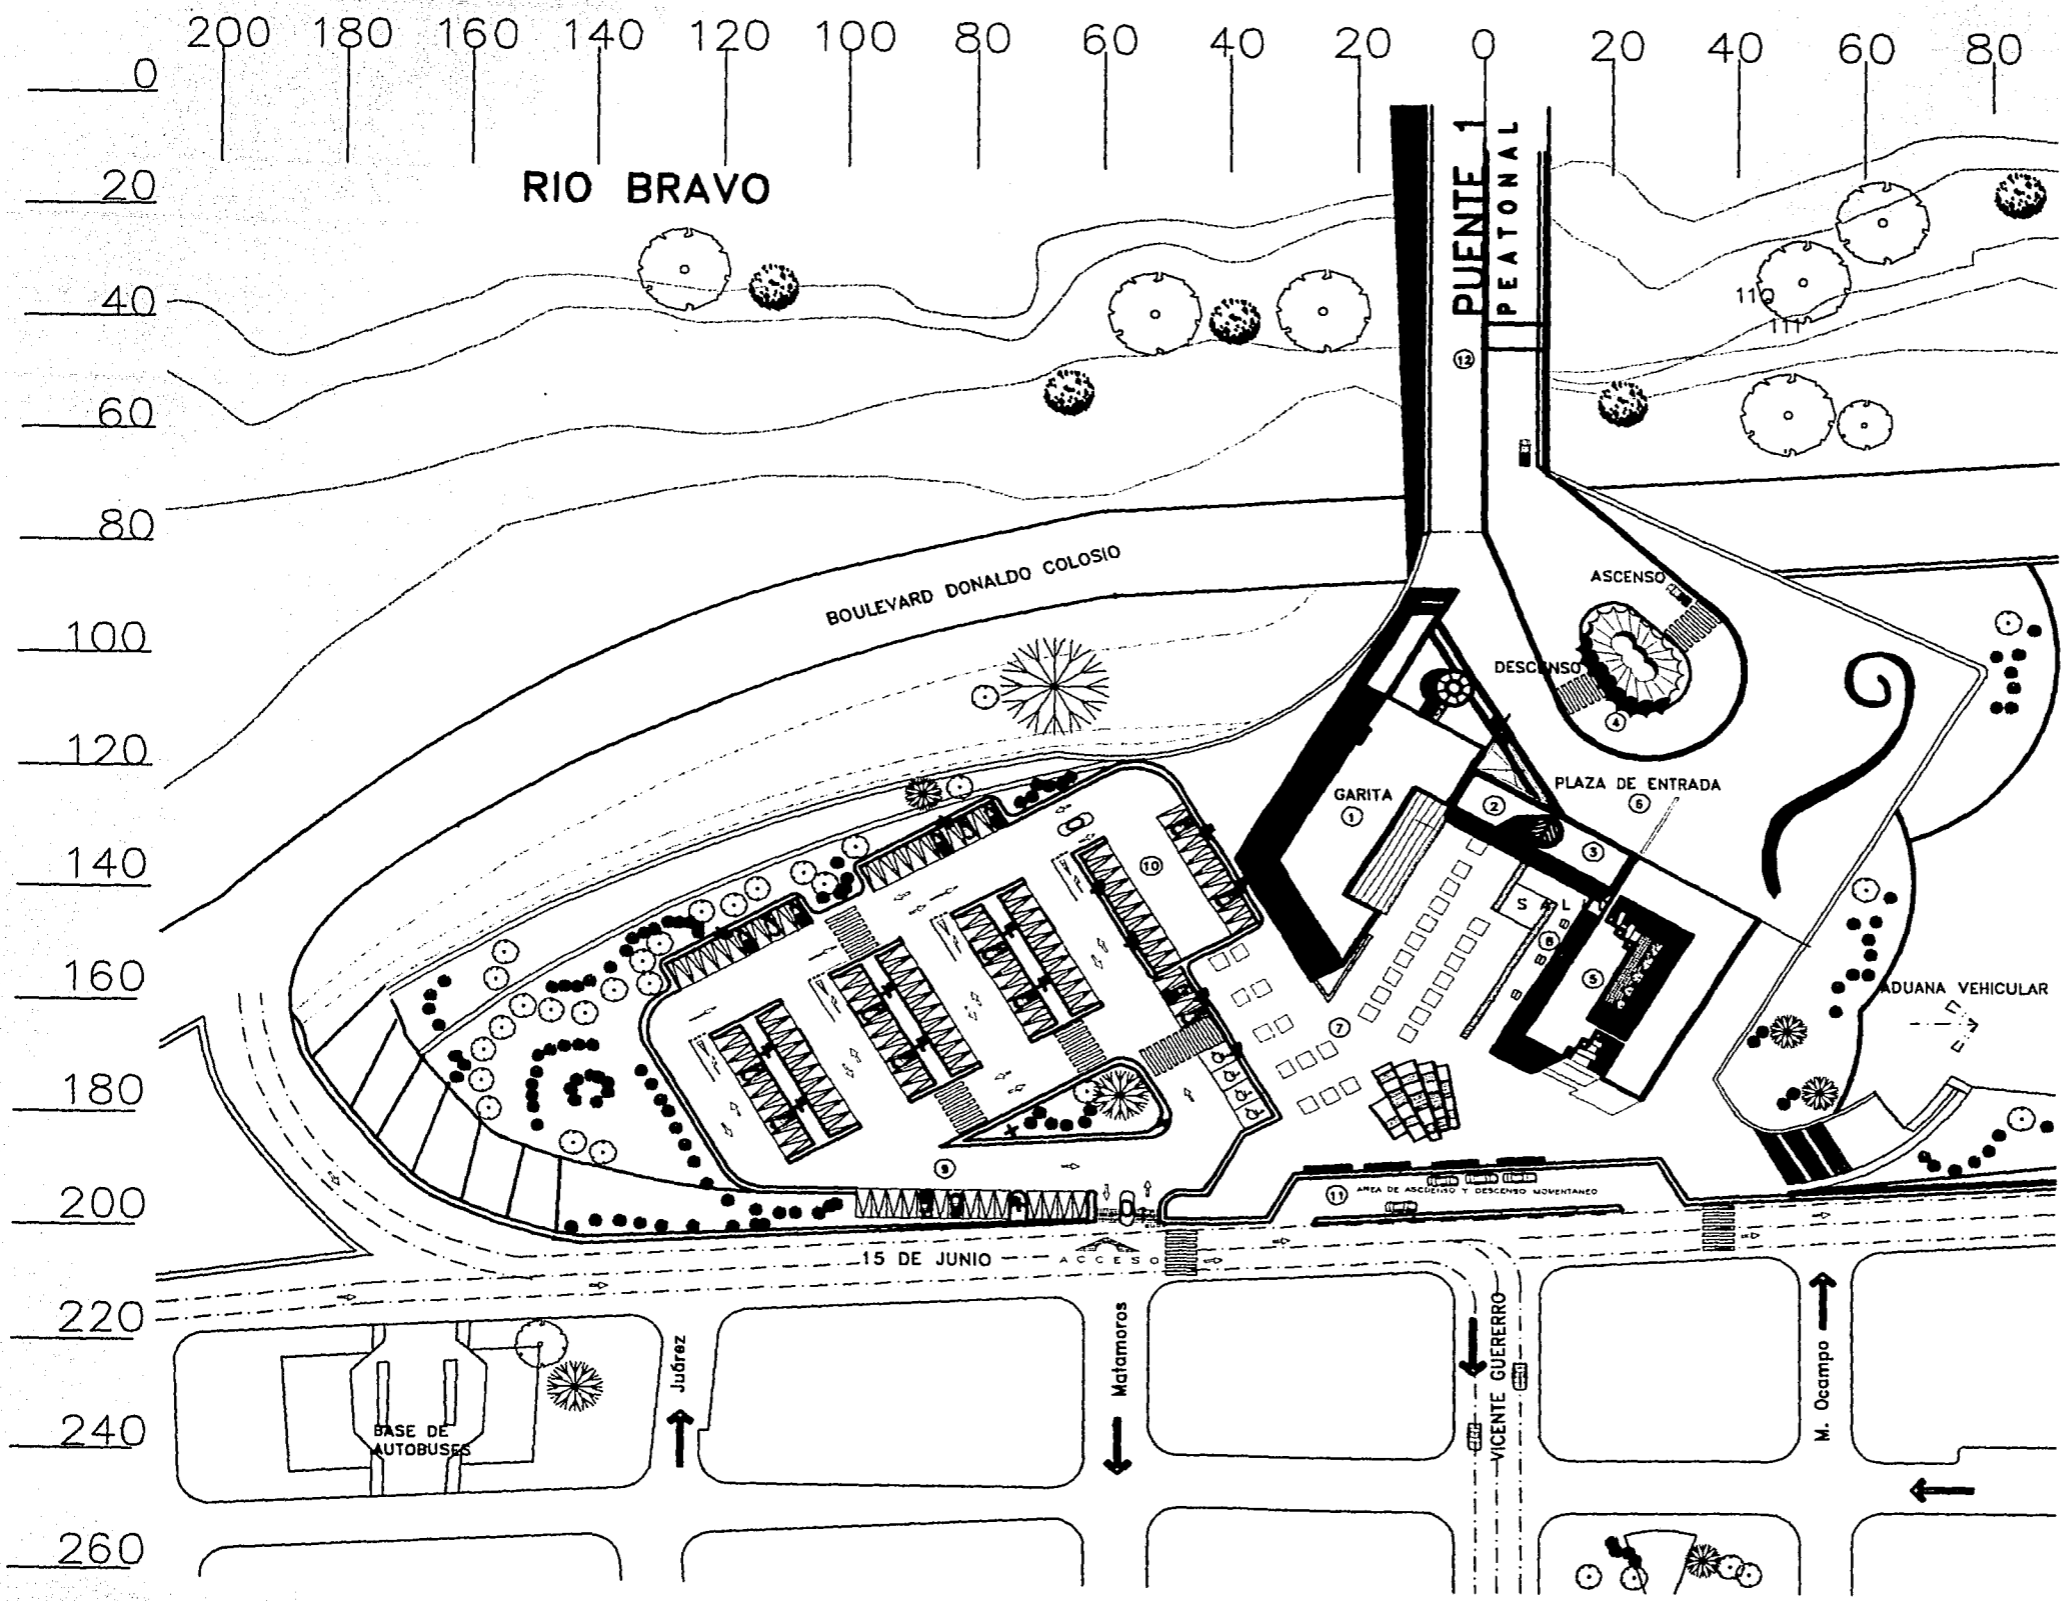 200 180 160 140 120 100 80 60 40 20 0 20 40 60 80
0
20
40
60
80
100
120
140
160
180
200
220
240
260
RIO BRAVO
PUENTE 1
PEATONAL
110
111
12
BOULEVARD DONALDO COLOSIO
ASCENSO
DESCENSO
4
PLAZA DE ENTRADA
6
GARITA
1
2
3
10
S A L I
8
5
7
ADUANA VEHICULAR
9
11
AREA DE ASCDENSO Y DESCENSO MOMENTANEO
15 DE JUNIO
ACCESO
Juárez
Matamoros
VICENTE GUERERRO
M. Ocampo
BASE DE
AUTOBUSES